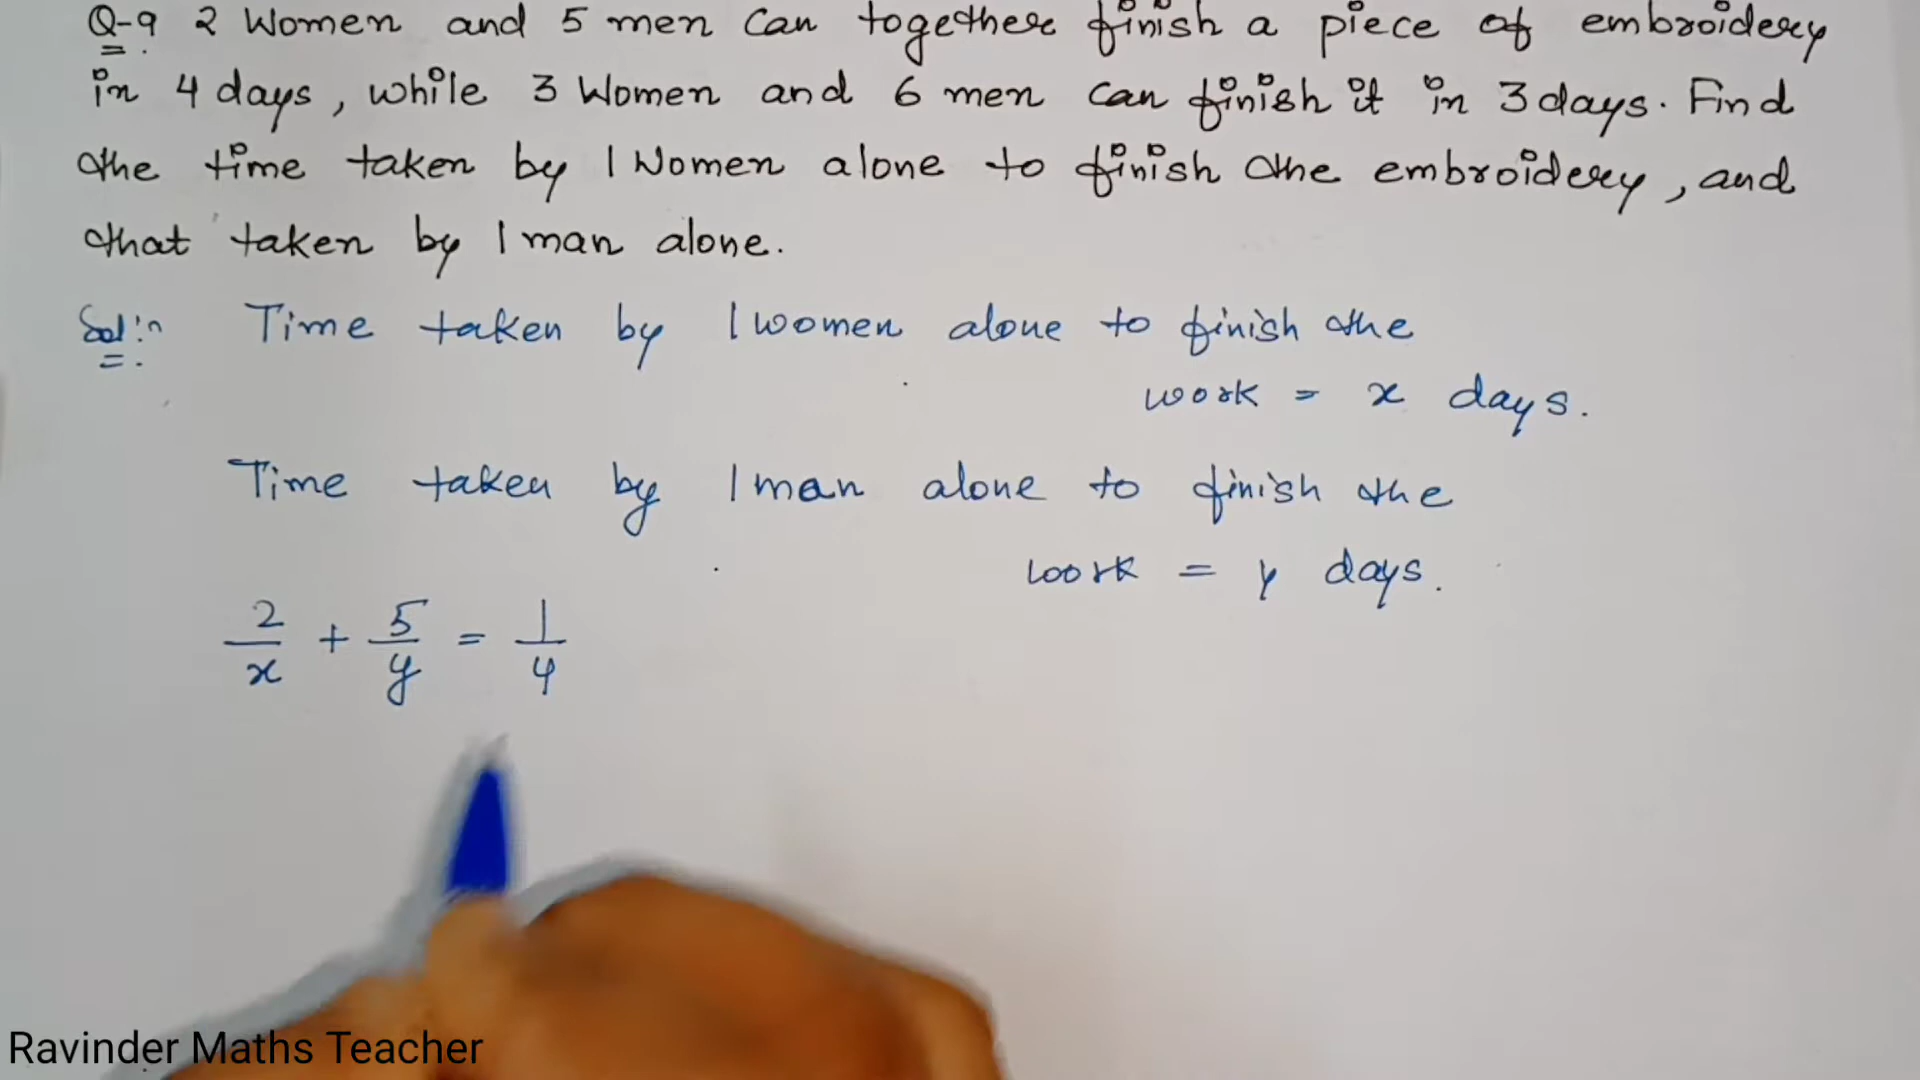 Q-9 2 Women and 5 men can together finish a piece of embroidery
in 4 days, while 3 Women and 6 men can finish it in 3 days. Find
the time taken by 1 Women alone to finish the embroidery, and
that taken by 1 man alone.
Sol:n Time taken by 1 women alone to finish the
work = x days.
Time taken by 1 man alone to finish the
work = y days.
2/x + 5/y = 1/4
Ravinder Maths Teacher